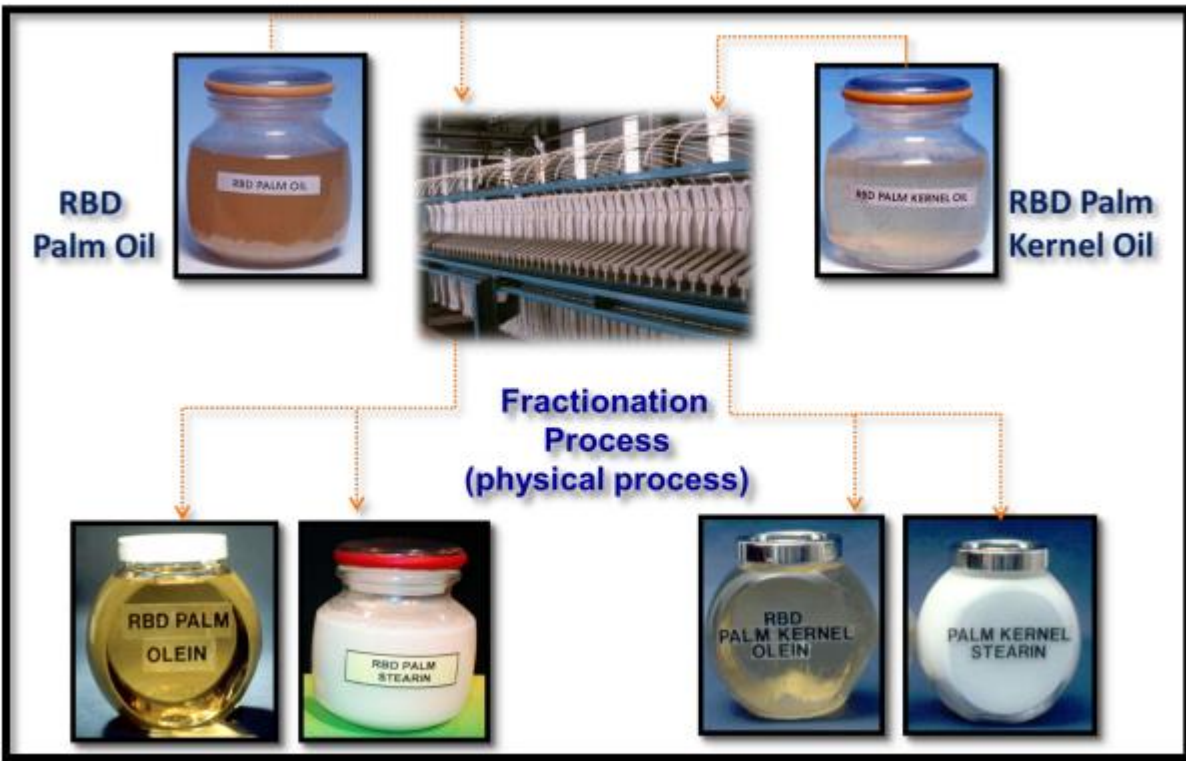 RBD
Palm Oil
RBD PALM OIL
RBD PALM KERNEL OIL
RBD Palm
Kernel Oil
Fractionation
Process
(physical process)
RBD PALM
OLEIN
RBD PALM
STEARIN
RBD
PALM KERNEL
OLEIN
PALM KERNEL
STEARIN